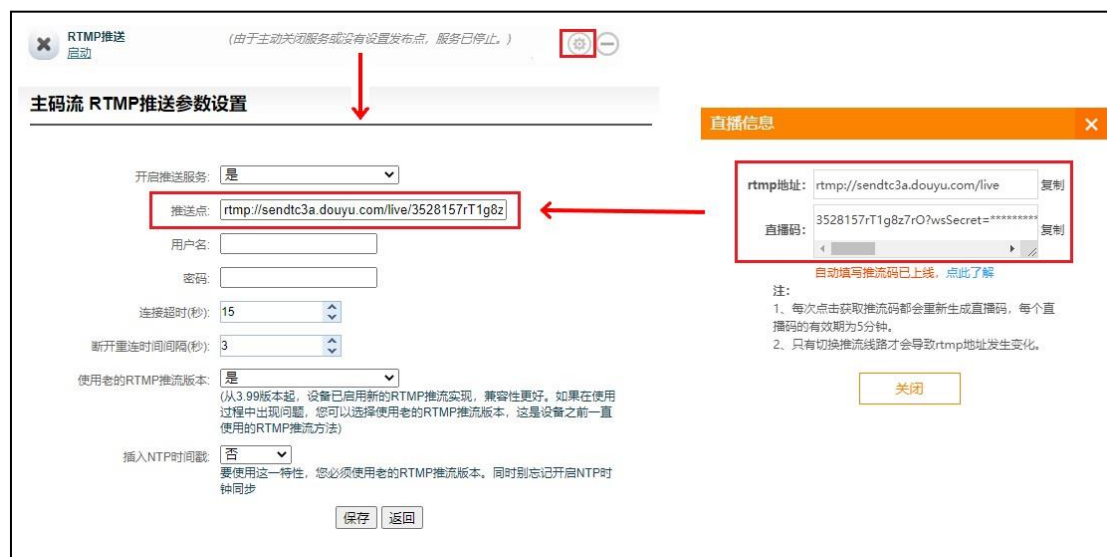 RTMP推送
启动
(由于主动关闭服务或没有设置发布点，服务已停止。)
主码流 RTMP推送参数设置
开启推送服务: 是
推送点: rtmp://sendtc3a.douyu.com/live/3528157rT1g8z
用户名:
密码:
连接超时(秒): 15
断开重连时间间隔(秒): 3
使用老的RTMP推流版本: 是
(从3.99版本起，设备已启用新的RTMP推流实现，兼容性更好。如果在使用
过程中出现问题，您可以选择使用老的RTMP推流版本，这是设备之前一直
使用的RTMP推流方法)
插入NTP时间戳: 否
要使用这一特性，您必须使用老的RTMP推流版本。同时别忘记开启NTP时
钟同步
保存 返回
直播信息
rtmp地址: rtmp://sendtc3a.douyu.com/live 复制
直播码: 3528157rT1g8z7rO?wsSecret=********* 复制
自动填写推流码已上线，点此了解
注：
1、每次点击获取推流码都会重新生成直播码，每个直
播码的有效期为5分钟。
2、只有切换推流线路才会导致rtmp地址发生变化。
关闭